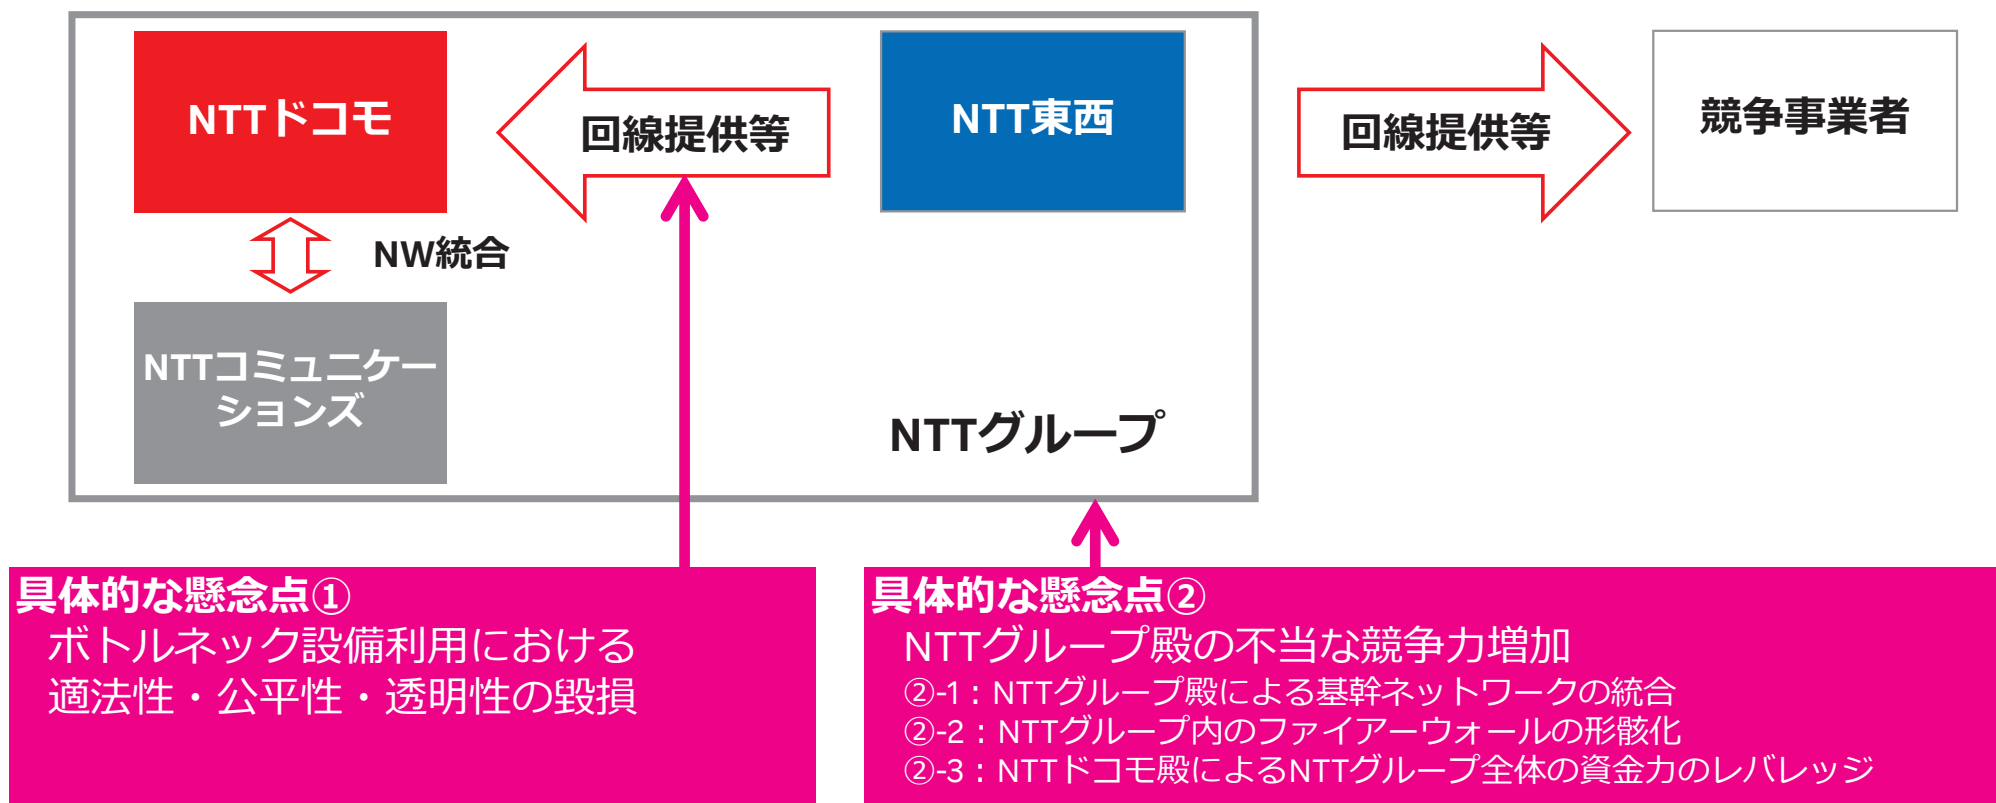 NTTドコモ
回線提供等
NTT東西
回線提供等
競争事業者
NW統合
NTTコミュニケー
ションズ
NTTグループ
具体的な懸念点①
ボトルネック設備利用における
適法性・公平性・透明性の毀損
具体的な懸念点②
NTTグループ殿の不当な競争力増加
②-1：NTTグループ殿による基幹ネットワークの統合
②-2：NTTグループ内のファイアーウォールの形骸化
②-3：NTTドコモ殿によるNTTグループ全体の資金力のレバレッジ